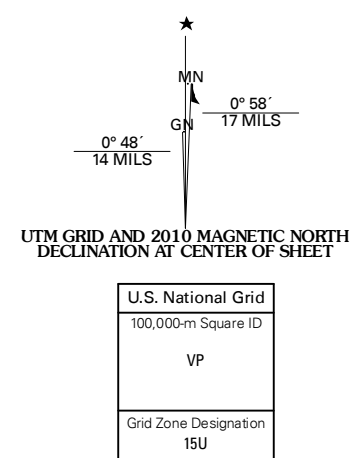 MN
0° 58´
17 MILS
GN
0° 48´
14 MILS
UTM GRID AND 2010 MAGNETIC NORTH
DECLINATION AT CENTER OF SHEET
U.S. National Grid
100,000-m Square ID
VP
Grid Zone Designation
15U